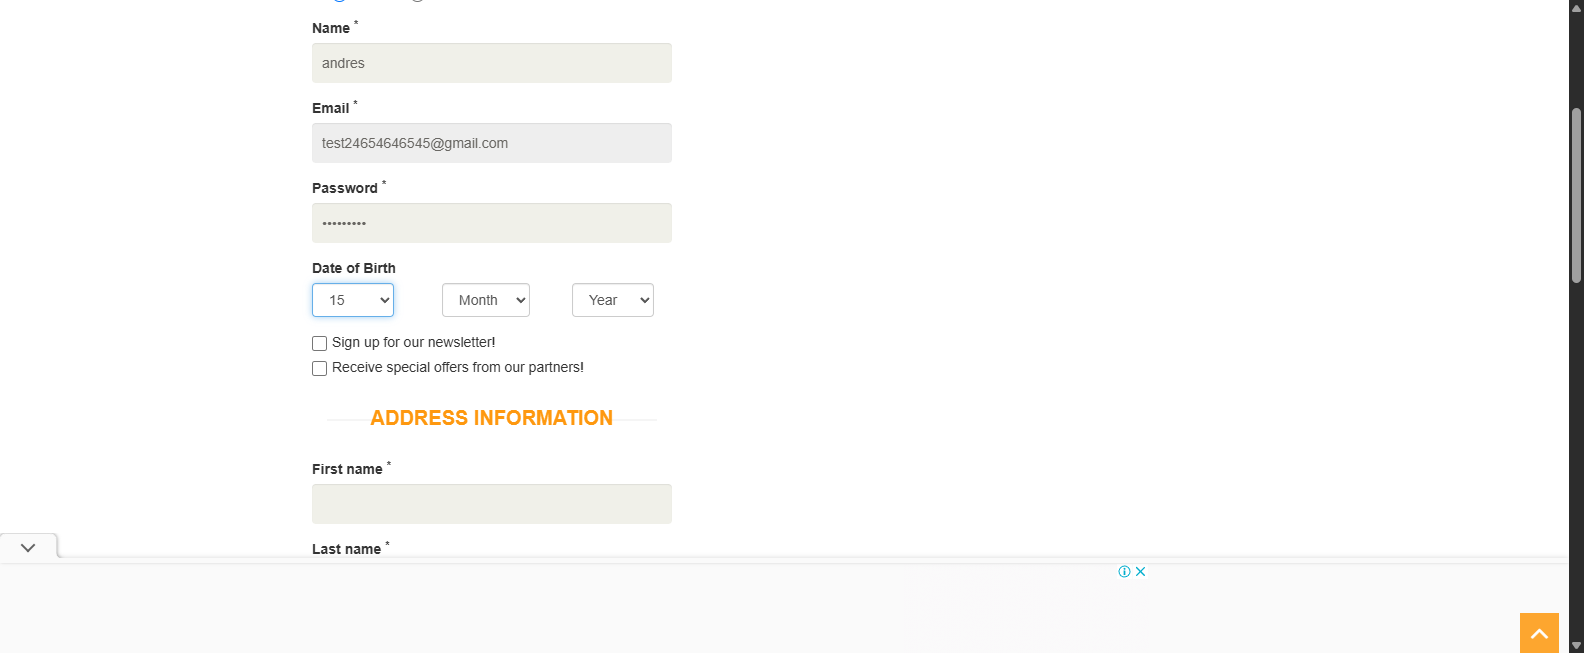 Name *
andres
Email *
test24654646545@gmail.com
Password *
•••••••••
Date of Birth
15 Month Year
Sign up for our newsletter!
Receive special offers from our partners!
ADDRESS INFORMATION
First name *
Last name *